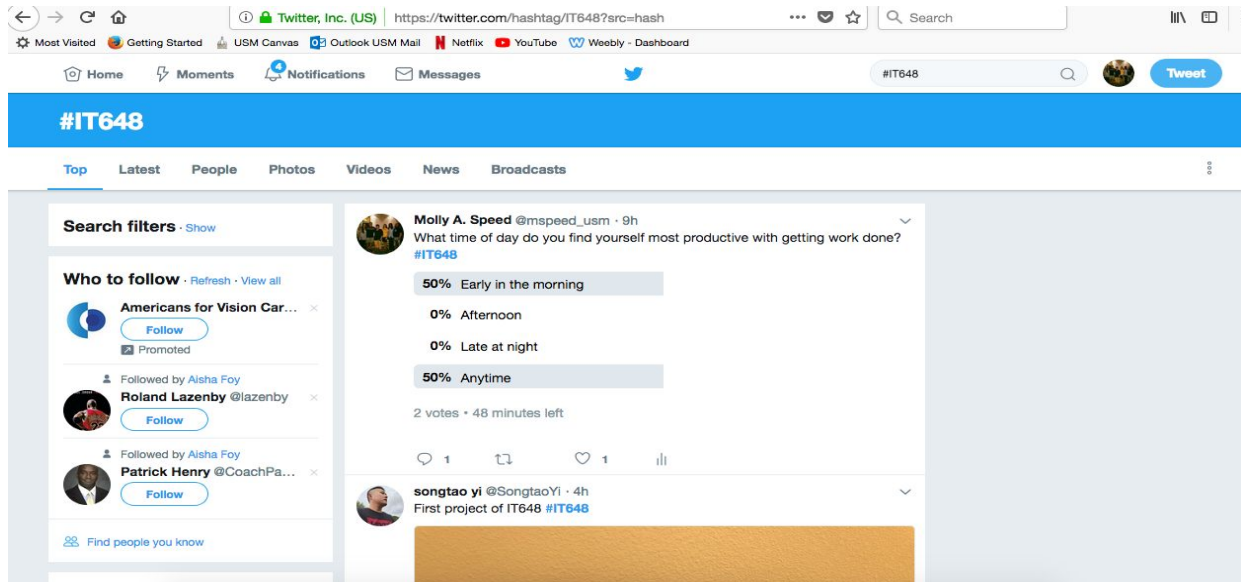 Twitter, Inc. (US) https://twitter.com/hashtag/IT648?src=hash Search
Most Visited Getting Started USM Canvas Outlook USM Mail Netflix YouTube Weebly - Dashboard
Home Moments 4 Notifications Messages #IT648 Tweet
#IT648
Top Latest People Photos Videos News Broadcasts
Search filters · Show
Who to follow · Refresh · View all
Americans for Vision Car...
Follow
Promoted
Followed by Aisha Foy
Roland Lazenby @lazenby
Follow
Followed by Aisha Foy
Patrick Henry @CoachPa...
Follow
Find people you know
Molly A. Speed @mspeed_usm · 9h
What time of day do you find yourself most productive with getting work done?
#IT648
50% Early in the morning
0% Afternoon
0% Late at night
50% Anytime
2 votes • 48 minutes left
1 1
songtao yi @SongtaoYi · 4h
First project of IT648 #IT648